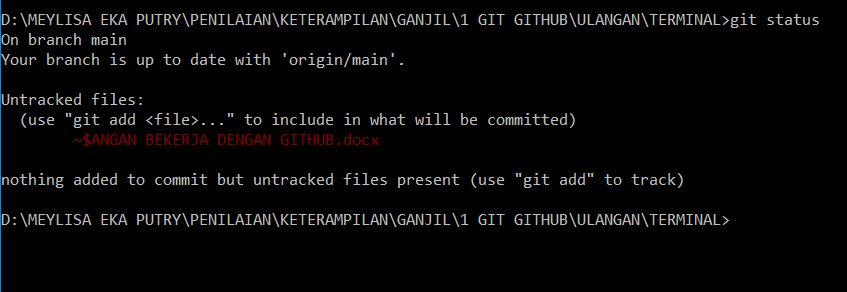 D:\MEYLISA EKA PUTRY\PENILAIAN\KETERAMPILAN\GANJIL\1 GIT GITHUB\ULANGAN\TERMINAL>git status
On branch main
Your branch is up to date with 'origin/main'.
Untracked files:
(use "git add <file>..." to include in what will be committed)
~$ANGAN BEKERJA DENGAN GITHUB.docx
nothing added to commit but untracked files present (use "git add" to track)
D:\MEYLISA EKA PUTRY\PENILAIAN\KETERAMPILAN\GANJIL\1 GIT GITHUB\ULANGAN\TERMINAL>